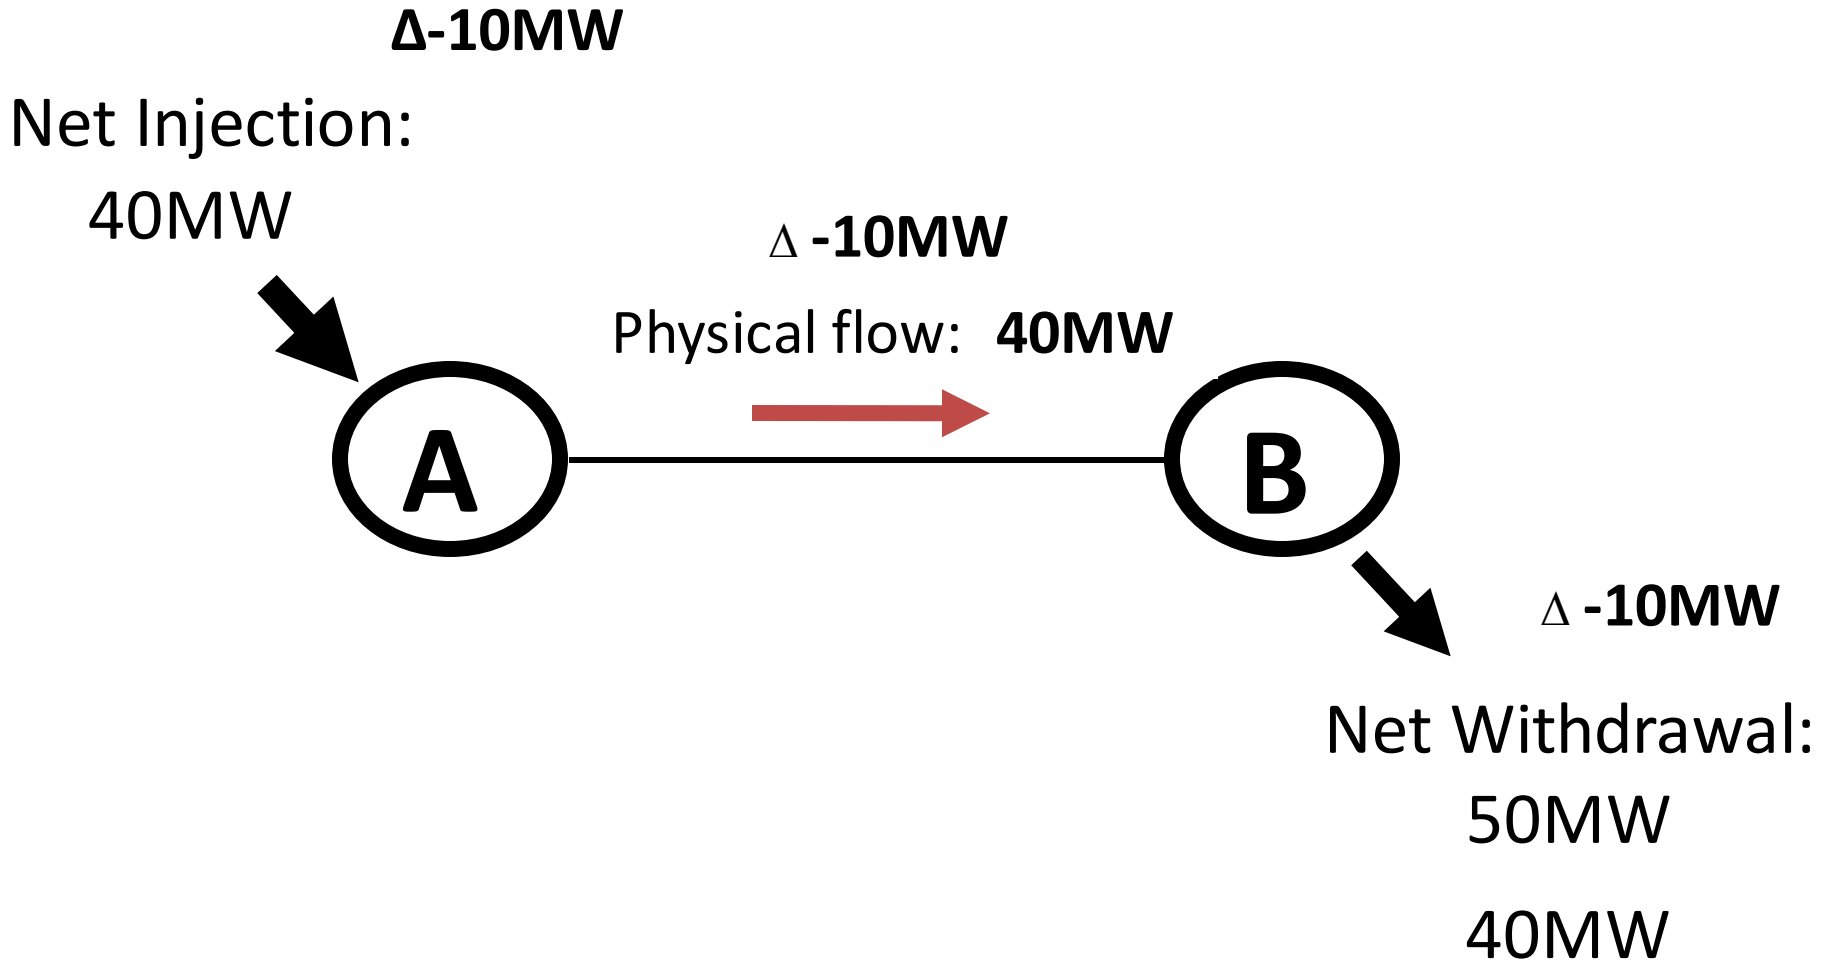 Δ-10MW
Net Injection:
40MW
Δ -10MW
Physical flow: 40MW
A
B
Δ -10MW
Net Withdrawal:
50MW
40MW